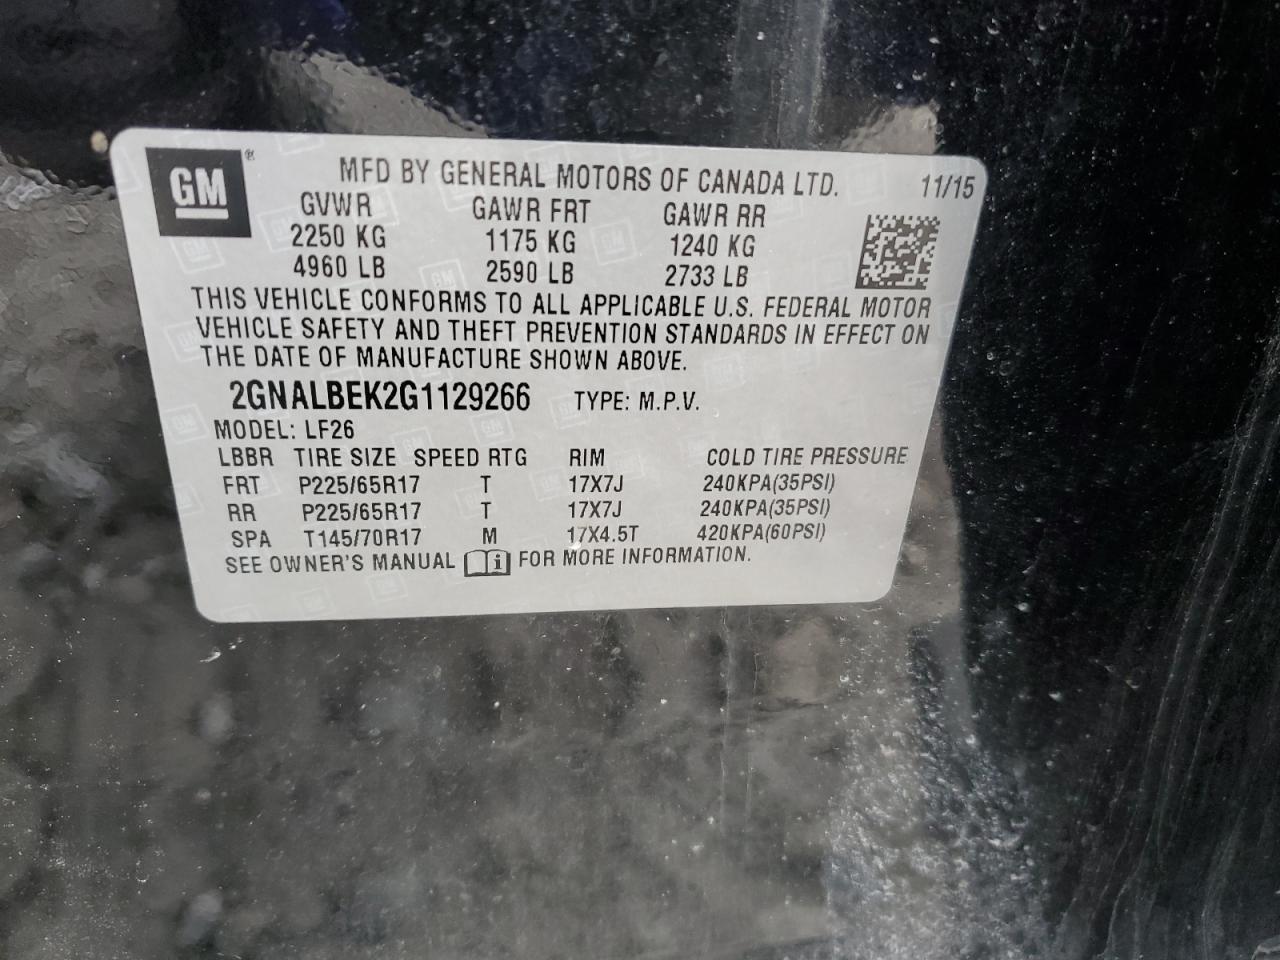 GM ® MFD BY GENERAL MOTORS OF CANADA LTD. 11/15
GVWR GAWR FRT GAWR RR
2250 KG 1175 KG 1240 KG
4960 LB 2590 LB 2733 LB
THIS VEHICLE CONFORMS TO ALL APPLICABLE U.S. FEDERAL MOTOR
VEHICLE SAFETY AND THEFT PREVENTION STANDARDS IN EFFECT ON
THE DATE OF MANUFACTURE SHOWN ABOVE.
2GNALBEK2G1129266 TYPE: M.P.V.
MODEL: LF26
LBBR TIRE SIZE SPEED RTG RIM COLD TIRE PRESSURE
FRT P225/65R17 T 17X7J 240KPA(35PSI)
RR P225/65R17 T 17X7J 240KPA(35PSI)
SPA T145/70R17 M 17X4.5T 420KPA(60PSI)
SEE OWNER'S MANUAL i FOR MORE INFORMATION.